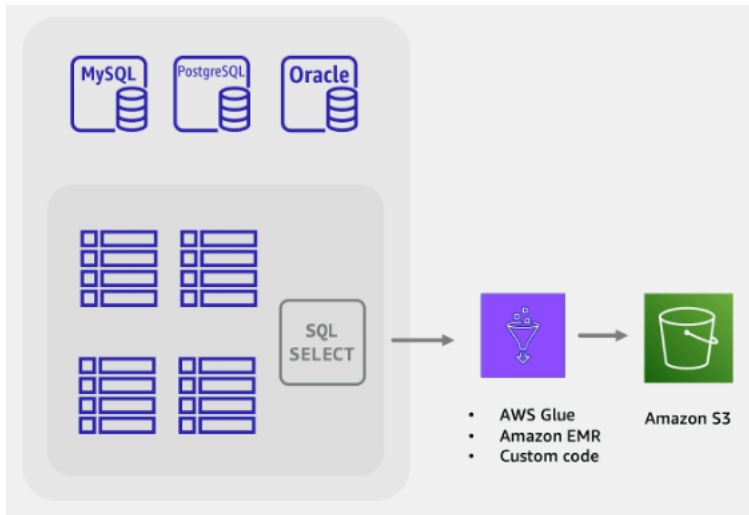 MySQL
PostgreSQL
Oracle
SQL
SELECT
• AWS Glue
• Amazon EMR
• Custom code
Amazon S3